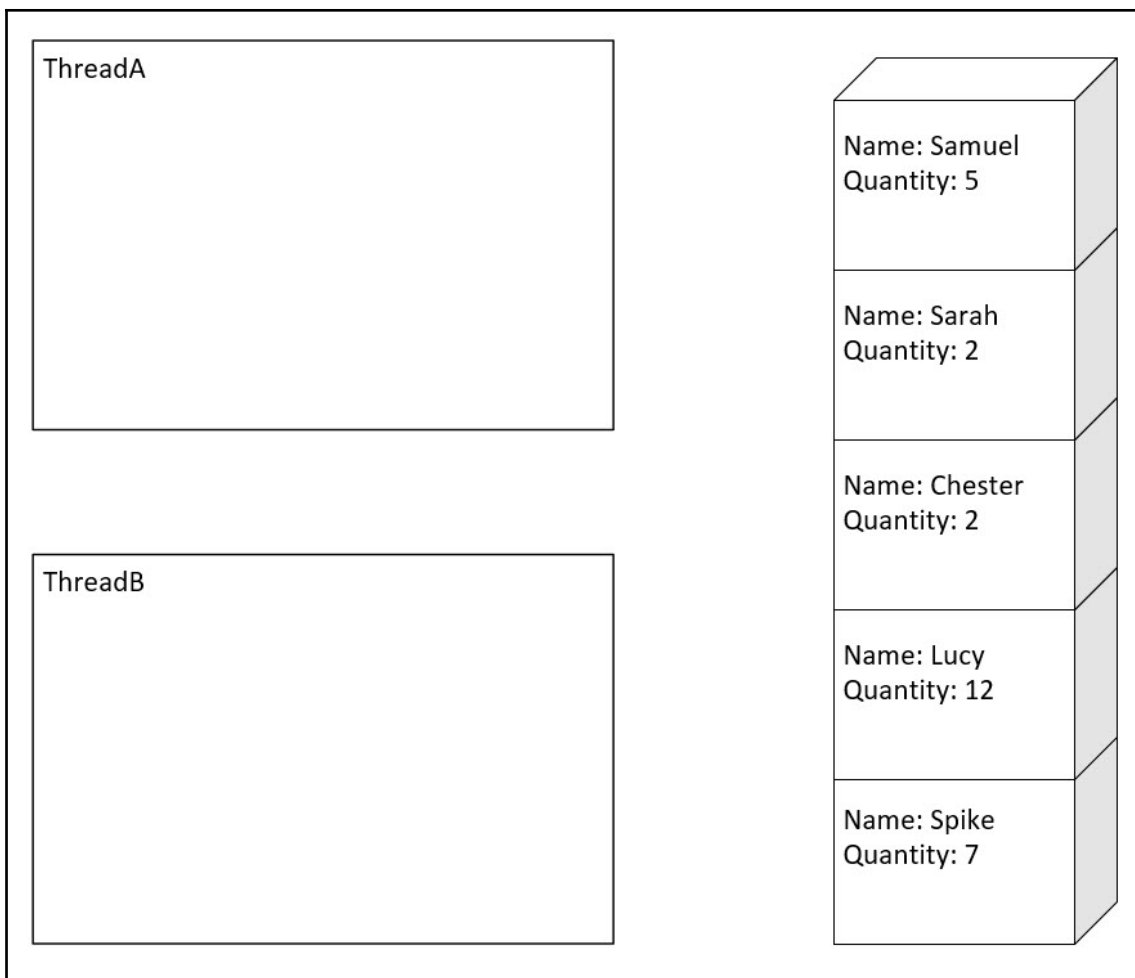 ThreadA
ThreadB
Name: Samuel
Quantity: 5
Name: Sarah
Quantity: 2
Name: Chester
Quantity: 2
Name: Lucy
Quantity: 12
Name: Spike
Quantity: 7